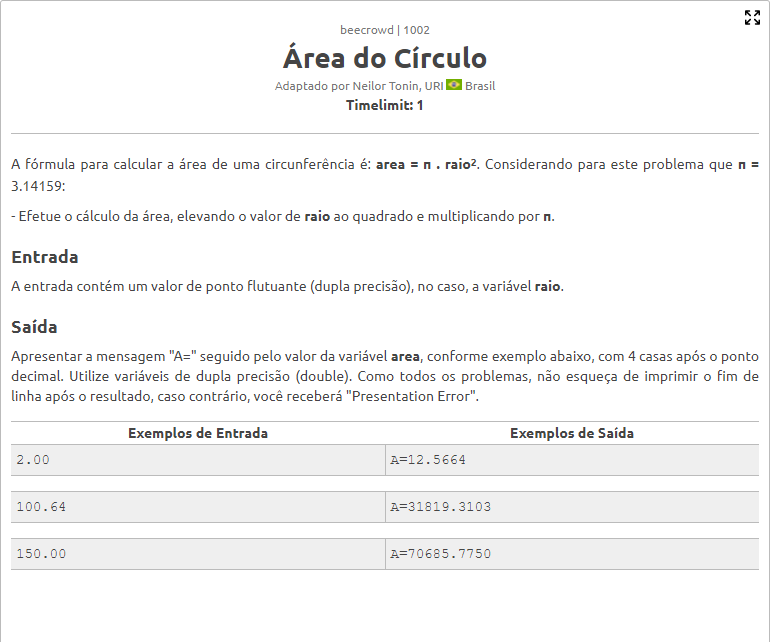 beecrowd | 1002
Área do Círculo
Adaptado por Neilor Tonin, URI Brasil
Timelimit: 1
A fórmula para calcular a área de uma circunferência é: area = π . raio². Considerando para este problema que π =
3.14159:
- Efetue o cálculo da área, elevando o valor de raio ao quadrado e multiplicando por π.
Entrada
A entrada contém um valor de ponto flutuante (dupla precisão), no caso, a variável raio.
Saída
Apresentar a mensagem "A=" seguido pelo valor da variável area, conforme exemplo abaixo, com 4 casas após o ponto
decimal. Utilize variáveis de dupla precisão (double). Como todos os problemas, não esqueça de imprimir o fim de
linha após o resultado, caso contrário, você receberá "Presentation Error".
Exemplos de Entrada Exemplos de Saída
2.00 A=12.5664
100.64 A=31819.3103
150.00 A=70685.7750